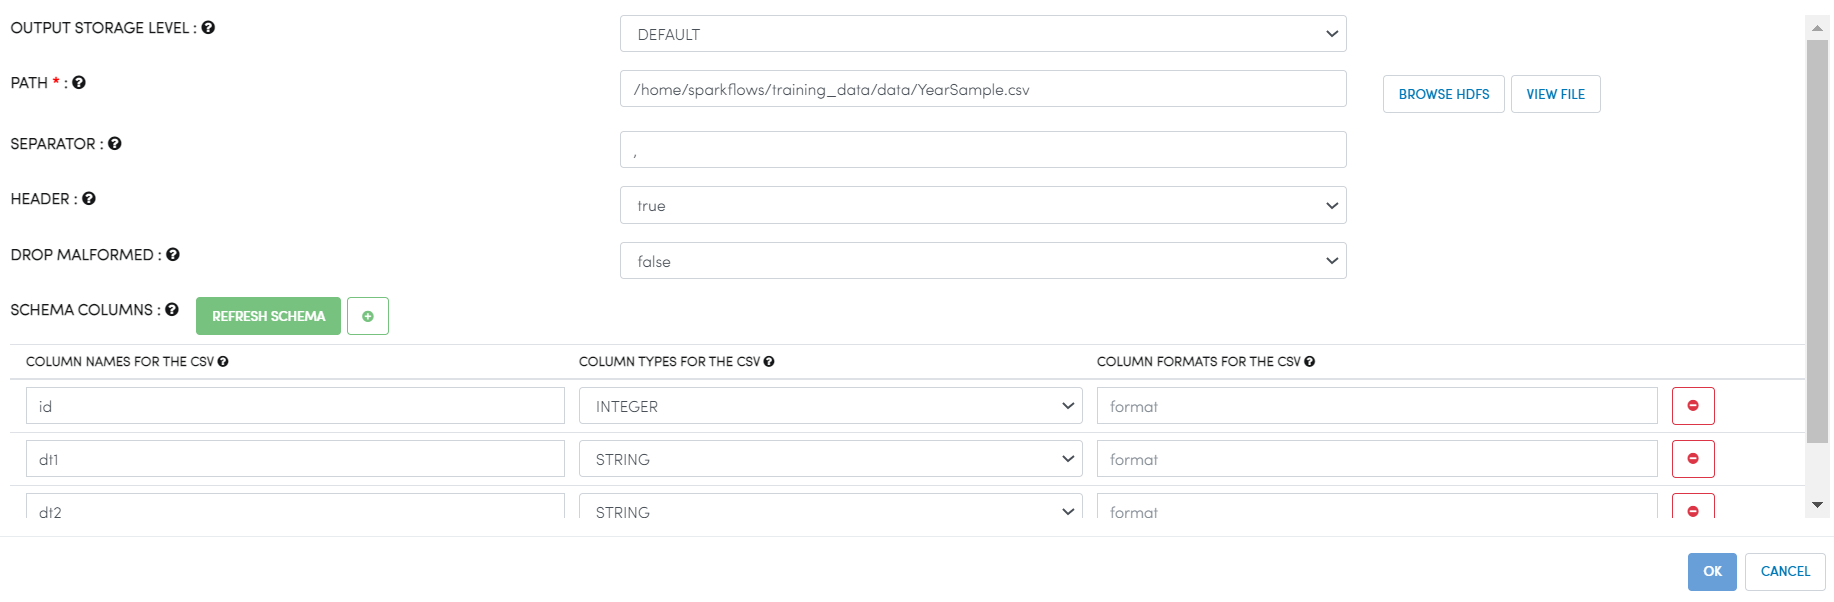 OUTPUT STORAGE LEVEL :
DEFAULT
PATH * :
/home/sparkflows/training_data/data/YearSample.csv
BROWSE HDFS
VIEW FILE
SEPARATOR :
,
HEADER :
true
DROP MALFORMED :
false
SCHEMA COLUMNS :
REFRESH SCHEMA
COLUMN NAMES FOR THE CSV
COLUMN TYPES FOR THE CSV
COLUMN FORMATS FOR THE CSV
id
INTEGER
format
dt1
STRING
format
dt2
STRING
format
OK
CANCEL